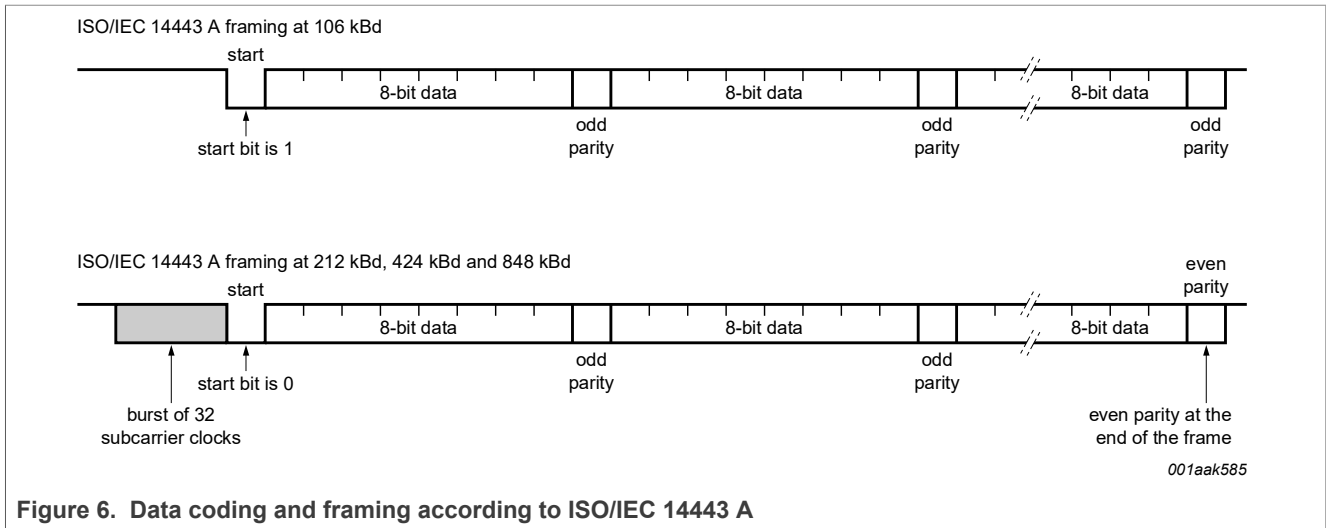 ISO/IEC 14443 A framing at 106 kBd
start
8-bit data
8-bit data
8-bit data
odd
parity
odd
parity
odd
parity
start bit is 1
ISO/IEC 14443 A framing at 212 kBd, 424 kBd and 848 kBd
even
parity
start
8-bit data
8-bit data
8-bit data
odd
parity
odd
parity
start bit is 0
burst of 32
subcarrier clocks
even parity at the
end of the frame
001aak585
Figure 6. Data coding and framing according to ISO/IEC 14443 A